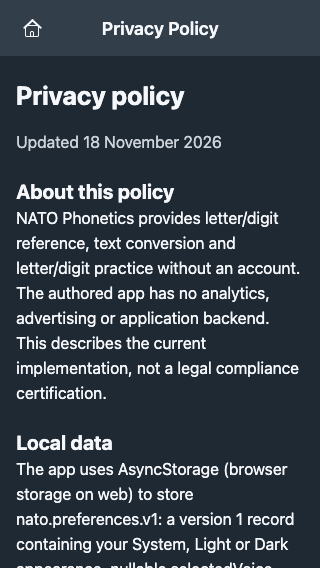 Privacy Policy
Privacy policy
Updated 18 November 2026
About this policy
NATO Phonetics provides letter/digit
reference, text conversion and
letter/digit practice without an account.
The authored app has no analytics,
advertising or application backend.
This describes the current
implementation, not a legal compliance
certification.
Local data
The app uses AsyncStorage (browser
storage on web) to store
nato.preferences.v1: a version 1 record
containing your System, Light or Dark
appearance, nullable selectedVoice